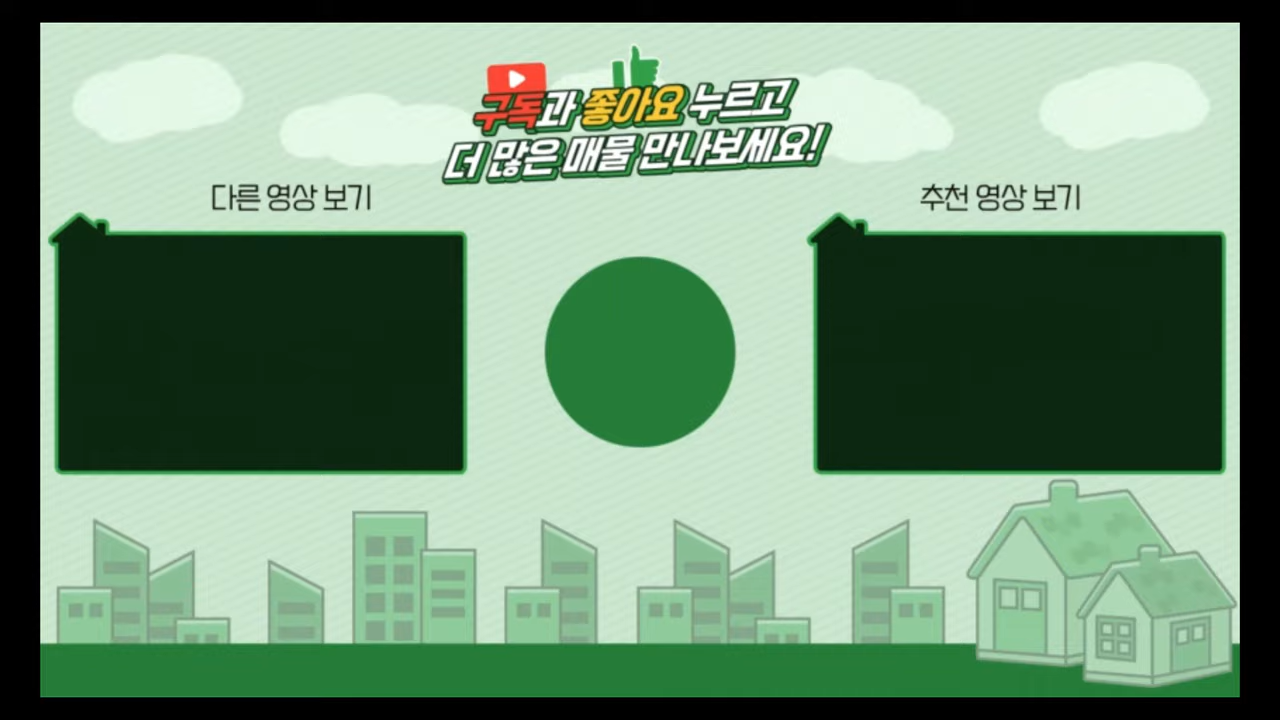 구독과 좋아요 누르고
더 많은 매물 만나보세요!
다른 영상 보기
추천 영상 보기